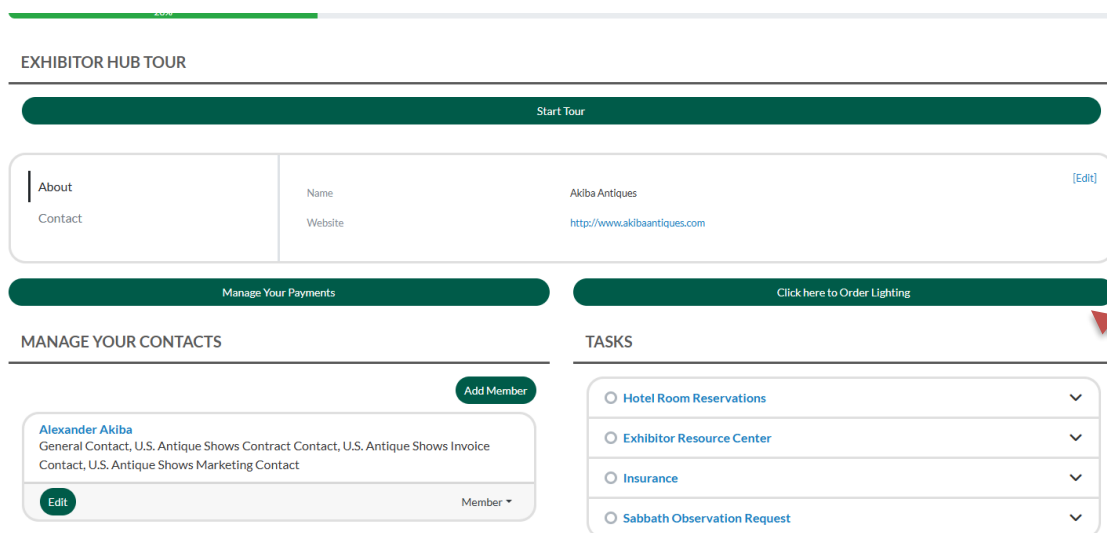 EXHIBITOR HUB TOUR
Start Tour
About
Contact
Name
Akiba Antiques
[Edit]
Website
http://www.akibaantiques.com
Manage Your Payments
Click here to Order Lighting
MANAGE YOUR CONTACTS
Add Member
Alexander Akiba
General Contact, U.S. Antique Shows Contract Contact, U.S. Antique Shows Invoice
Contact, U.S. Antique Shows Marketing Contact
Edit
Member
TASKS
Hotel Room Reservations
Exhibitor Resource Center
Insurance
Sabbath Observation Request